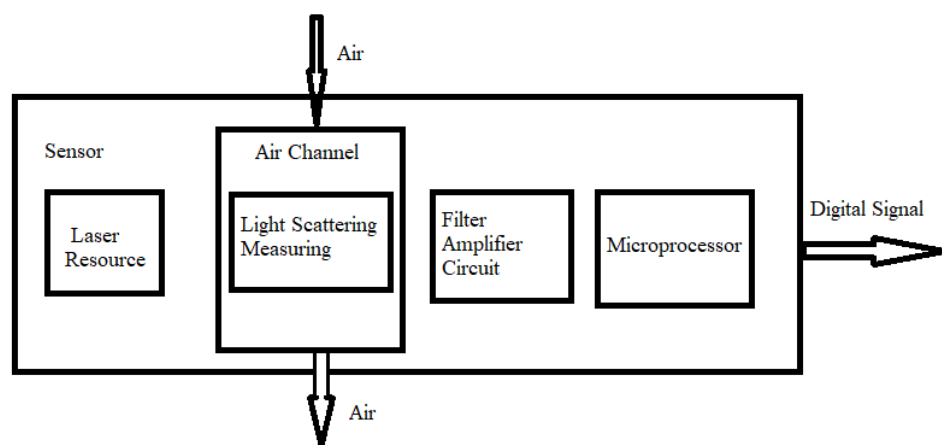 Air
Sensor
Air Channel
Laser
Resource
Light Scattering
Measuring
Filter
Amplifier
Circuit
Microprocessor
Digital Signal
Air